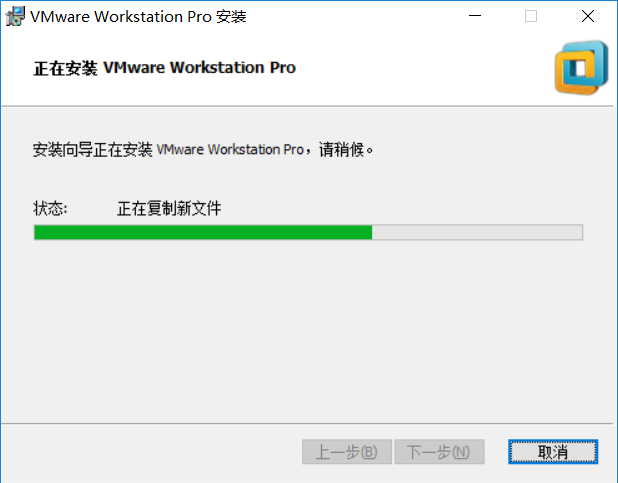 VMware Workstation Pro 安装
正在安装 VMware Workstation Pro
安装向导正在安装 VMware Workstation Pro，请稍候。
状态: 正在复制新文件
上一步(B) 下一步(N) 取消